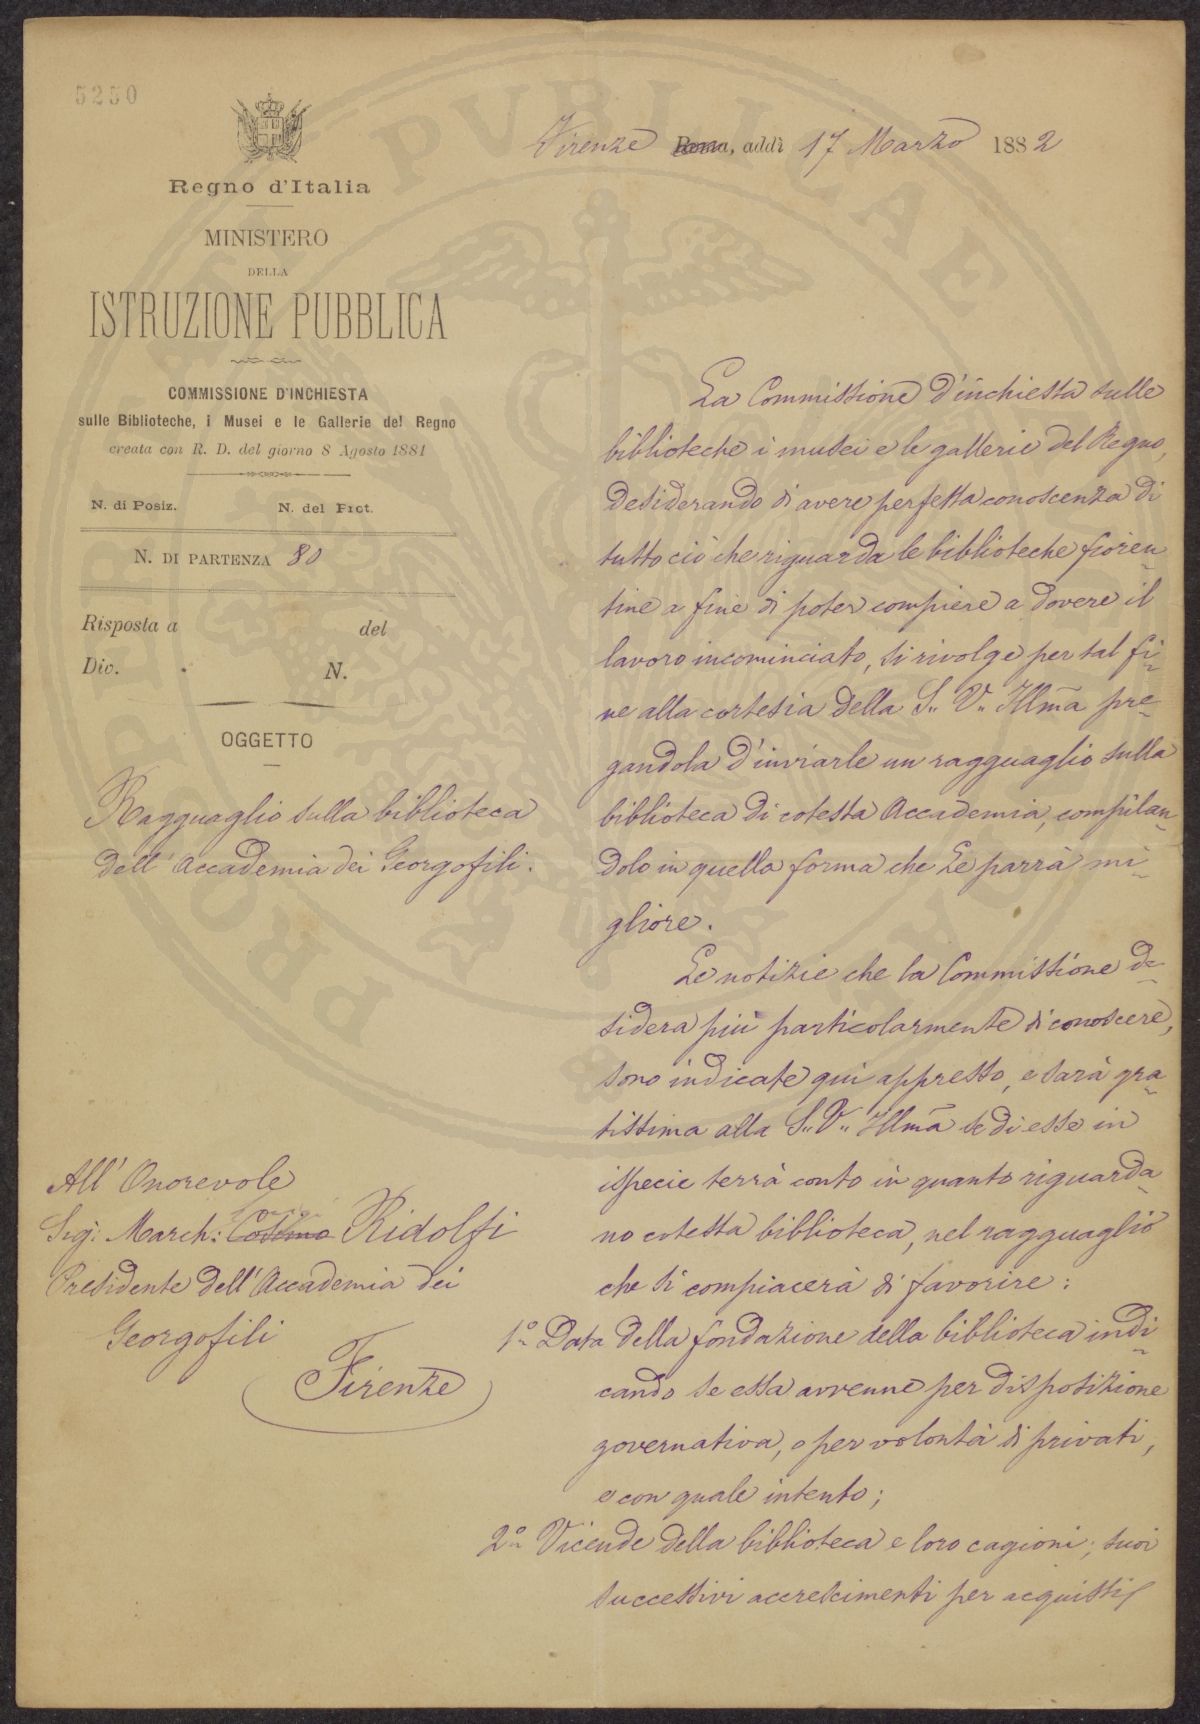 5250
Regno d'Italia
MINISTERO
DELLA
ISTRUZIONE PUBBLICA
COMMISSIONE D'INCHIESTA
sulle Biblioteche, i Musei e le Gallerie del Regno
creata con R. D. del giorno 8 Agosto 1881
N. di Posiz. N. del Prot.
N. DI PARTENZA 80
Risposta a del
Div. N.
OGGETTO
Ragguaglio sulla biblioteca
dell'Accademia dei Georgofili.
All'Onorevole
Sig: March: Cosimo Ridolfi
Presidente dell'Accademia dei
Georgofili
Firenze
Firenze Roma, addì 17 Marzo 1882
La Commissione d'inchiesta sulle
biblioteche i musei e le gallerie del Regno,
desiderando di avere perfetta conoscenza di
tutto ciò che riguarda le biblioteche fioren-
tine a fine di poter compiere a dovere il
lavoro incominciato, si rivolge per tal fi-
ne alla cortesia della S.. V.. Illma pre-
gandola d'inviarle un ragguaglio sulla
biblioteca di cotesta Accademia, compilan-
dolo in quella forma che Le parrà mi-
gliore.
Le notizie che la Commissione de-
sidera più particolarmente di conoscere,
sono indicate qui appresso, e sarà gra-
tissima alla S.. V.. Illma se di esse in
ispecie terrà conto in quanto riguarda-
no cotesta biblioteca, nel ragguaglio
che si compiacerà di favorire:
1.° Data della fondazione della biblioteca indi-
cando se essa avvenne per disposizione
governativa, o per volontà di privati,
e con quale intento;
2.° Vicende della biblioteca e loro cagioni; suoi
successivi accrescimenti per acquisti
PUBLICAE